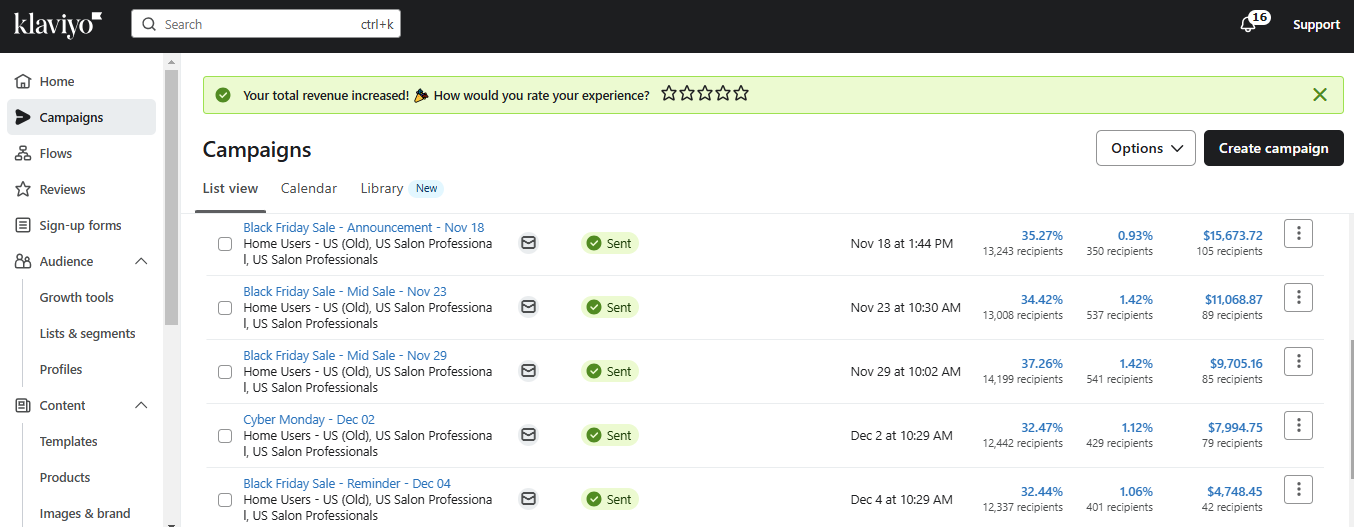 klaviyo
Search ctrl+k
16
Support
Home
Campaigns
Flows
Reviews
Sign-up forms
Audience
Growth tools
Lists & segments
Profiles
Content
Templates
Products
Images & brand
Your total revenue increased! 🎉 How would you rate your experience?
Campaigns
Options
Create campaign
List view Calendar Library New
Black Friday Sale - Announcement - Nov 18
Home Users - US (Old), US Salon Professiona
l, US Salon Professionals
Sent
Nov 18 at 1:44 PM
35.27% 0.93% $15,673.72
13,243 recipients 350 recipients 105 recipients
Black Friday Sale - Mid Sale - Nov 23
Home Users - US (Old), US Salon Professiona
l, US Salon Professionals
Sent
Nov 23 at 10:30 AM
34.42% 1.42% $11,068.87
13,008 recipients 537 recipients 89 recipients
Black Friday Sale - Mid Sale - Nov 29
Home Users - US (Old), US Salon Professiona
l, US Salon Professionals
Sent
Nov 29 at 10:02 AM
37.26% 1.42% $9,705.16
14,199 recipients 541 recipients 85 recipients
Cyber Monday - Dec 02
Home Users - US (Old), US Salon Professiona
l, US Salon Professionals
Sent
Dec 2 at 10:29 AM
32.47% 1.12% $7,994.75
12,442 recipients 429 recipients 79 recipients
Black Friday Sale - Reminder - Dec 04
Home Users - US (Old), US Salon Professiona
l, US Salon Professionals
Sent
Dec 4 at 10:29 AM
32.44% 1.06% $4,748.45
12,337 recipients 401 recipients 42 recipients